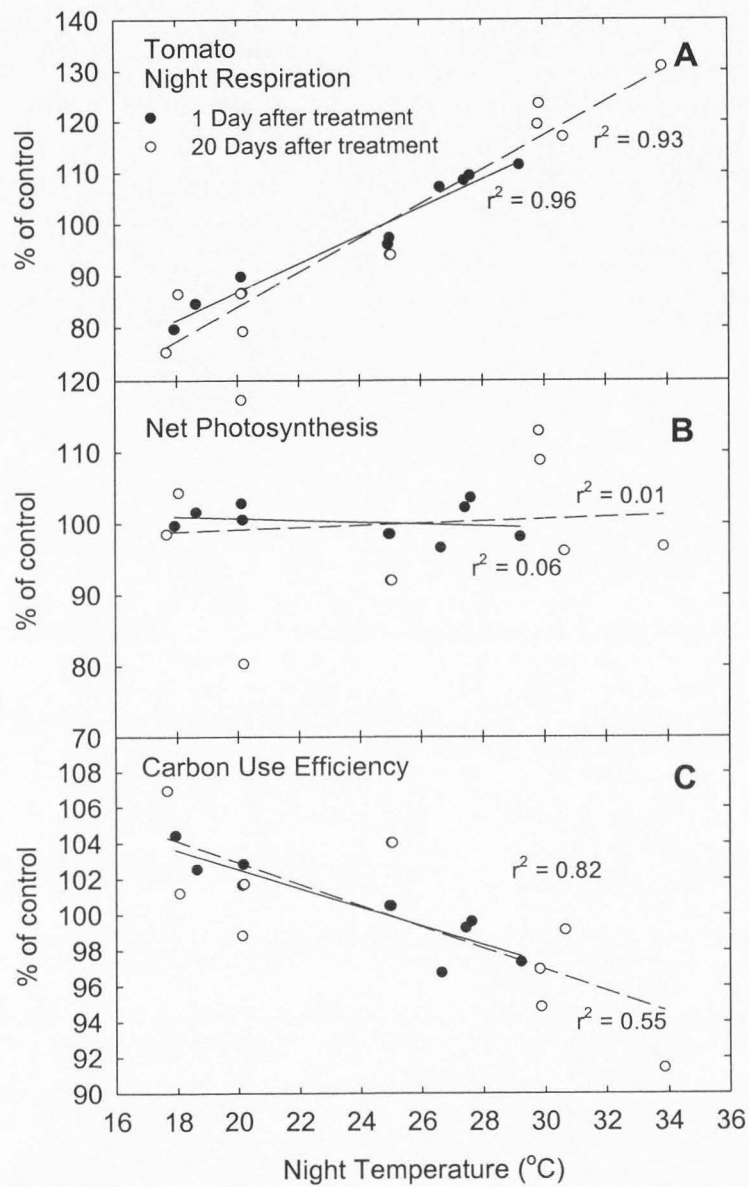 140
130
120
110
100
90
80
120
% of control
Tomato
Night Respiration
1 Day after treatment
20 Days after treatment
A
r² = 0.93
r² = 0.96
110
100
90
80
70
% of control
Net Photosynthesis
B
r² = 0.01
r² = 0.06
108
106
104
102
100
98
96
94
92
90
% of control
Carbon Use Efficiency
C
r² = 0.82
r² = 0.55
16 18 20 22 24 26 28 30 32 34 36
Night Temperature (°C)